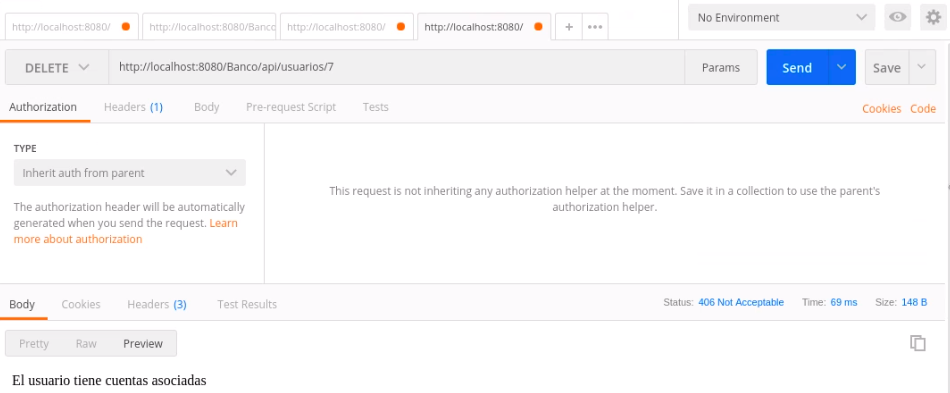 http://localhost:8080/ http://localhost:8080/Banco http://localhost:8080/ http://localhost:8080/ + ••• No Environment
DELETE http://localhost:8080/Banco/api/usuarios/7 Params Send Save
Authorization Headers (1) Body Pre-request Script Tests Cookies Code
TYPE
Inherit auth from parent
The authorization header will be automatically
generated when you send the request. Learn
more about authorization
This request is not inheriting any authorization helper at the moment. Save it in a collection to use the parent's
authorization helper.
Body Cookies Headers (3) Test Results Status: 406 Not Acceptable Time: 69 ms Size: 148 B
Pretty Raw Preview
El usuario tiene cuentas asociadas